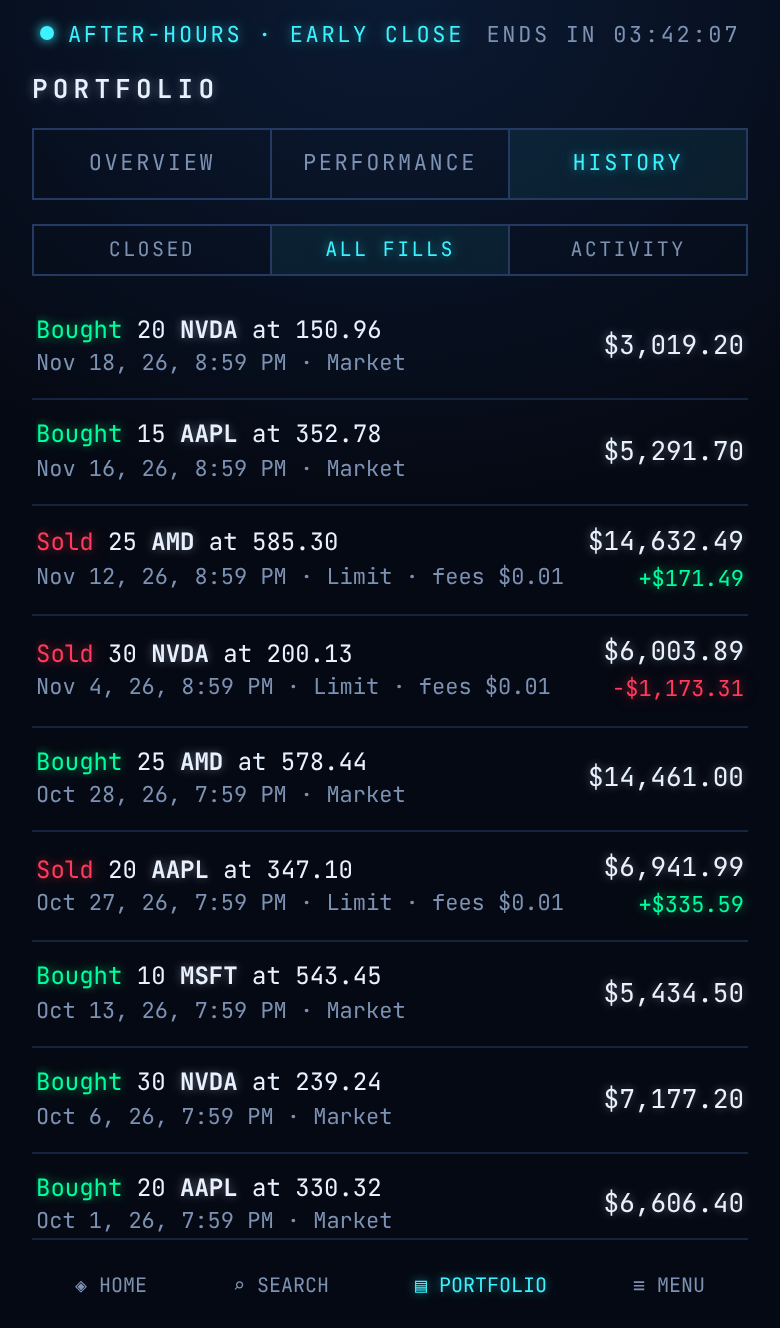 AFTER-HOURS · EARLY CLOSE ENDS IN 03:42:07
PORTFOLIO
OVERVIEW PERFORMANCE HISTORY
CLOSED ALL FILLS ACTIVITY
Bought 20 NVDA at 150.96 $3,019.20
Nov 18, 26, 8:59 PM · Market
Bought 15 AAPL at 352.78 $5,291.70
Nov 16, 26, 8:59 PM · Market
Sold 25 AMD at 585.30 $14,632.49
Nov 12, 26, 8:59 PM · Limit · fees $0.01 +$171.49
Sold 30 NVDA at 200.13 $6,003.89
Nov 4, 26, 8:59 PM · Limit · fees $0.01 -$1,173.31
Bought 25 AMD at 578.44 $14,461.00
Oct 28, 26, 7:59 PM · Market
Sold 20 AAPL at 347.10 $6,941.99
Oct 27, 26, 7:59 PM · Limit · fees $0.01 +$335.59
Bought 10 MSFT at 543.45 $5,434.50
Oct 13, 26, 7:59 PM · Market
Bought 30 NVDA at 239.24 $7,177.20
Oct 6, 26, 7:59 PM · Market
Bought 20 AAPL at 330.32 $6,606.40
Oct 1, 26, 7:59 PM · Market
◈ HOME ⌕ SEARCH ▤ PORTFOLIO ≡ MENU